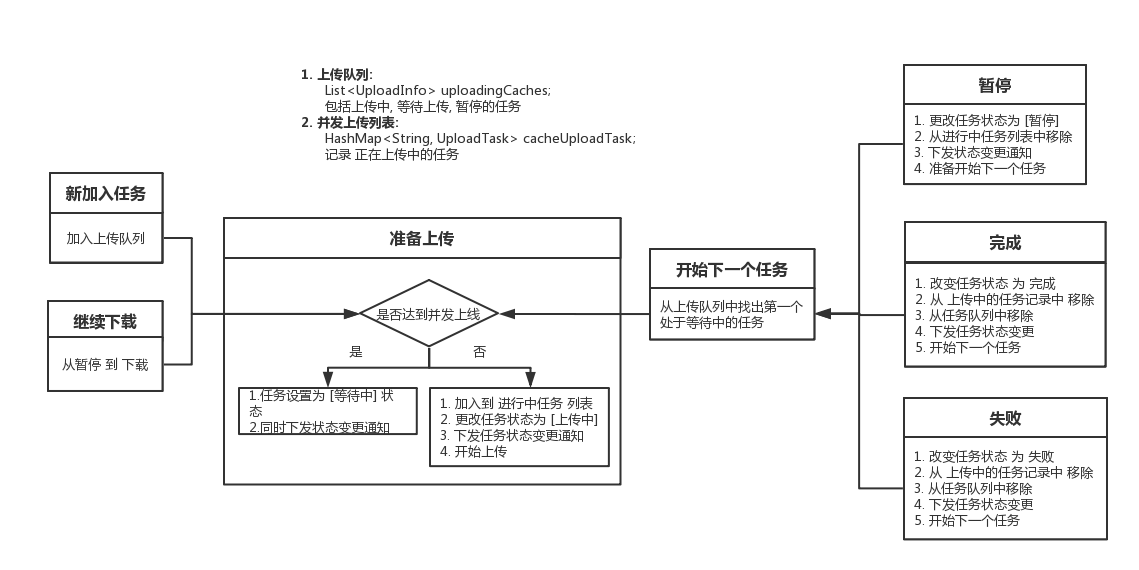 1. 上传队列:
List<UploadInfo> uploadingCaches;
包括上传中, 等待上传, 暂停的任务
2. 并发上传列表:
HashMap<String, UploadTask> cacheUploadTask;
记录 正在上传中的任务
新加入任务
加入上传队列
继续下载
从暂停 到 下载
准备上传
是否达到并发上线
是
否
1.任务设置为 [等待中] 状
态
2.同时下发状态变更通知
1. 加入到 进行中任务 列表
2. 更改任务状态为 [上传中]
3. 下发任务状态变更通知
4. 开始上传
开始下一个任务
从上传队列中找出第一个
处于等待中的任务
暂停
1. 更改任务状态为 [暂停]
2. 从进行中任务列表中移除
3. 下发状态变更通知
4. 准备开始下一个任务
完成
1. 改变任务状态 为 完成
2. 从 上传中的任务记录中 移除
3. 从任务队列中移除
4. 下发任务状态变更
5. 开始下一个任务
失败
1. 改变任务状态 为 失败
2. 从 上传中的任务记录中 移除
3. 从任务队列中移除
4. 下发任务状态变更
5. 开始下一个任务